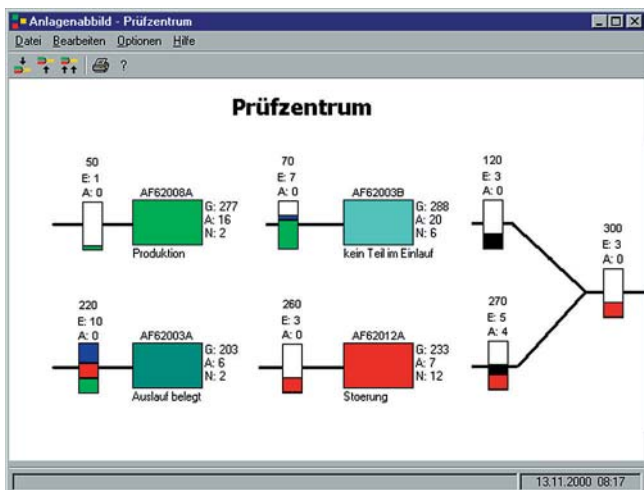 Anlagenabbild - Prüfzentrum
Datei Bearbeiten Optionen Hilfe
?
Prüfzentrum
50
E: 1
A: 0
AF62008A
G: 277
A: 16
N: 2
Produktion
70
E: 7
A: 0
AF62003B
G: 288
A: 20
N: 6
kein Teil im Einlauf
120
E: 3
A: 0
300
E: 3
A: 0
220
E: 10
A: 0
AF62003A
G: 203
A: 6
N: 2
Auslauf belegt
260
E: 3
A: 0
AF62012A
G: 233
A: 7
N: 12
Stoerung
270
E: 5
A: 4
13.11.2000 08:17